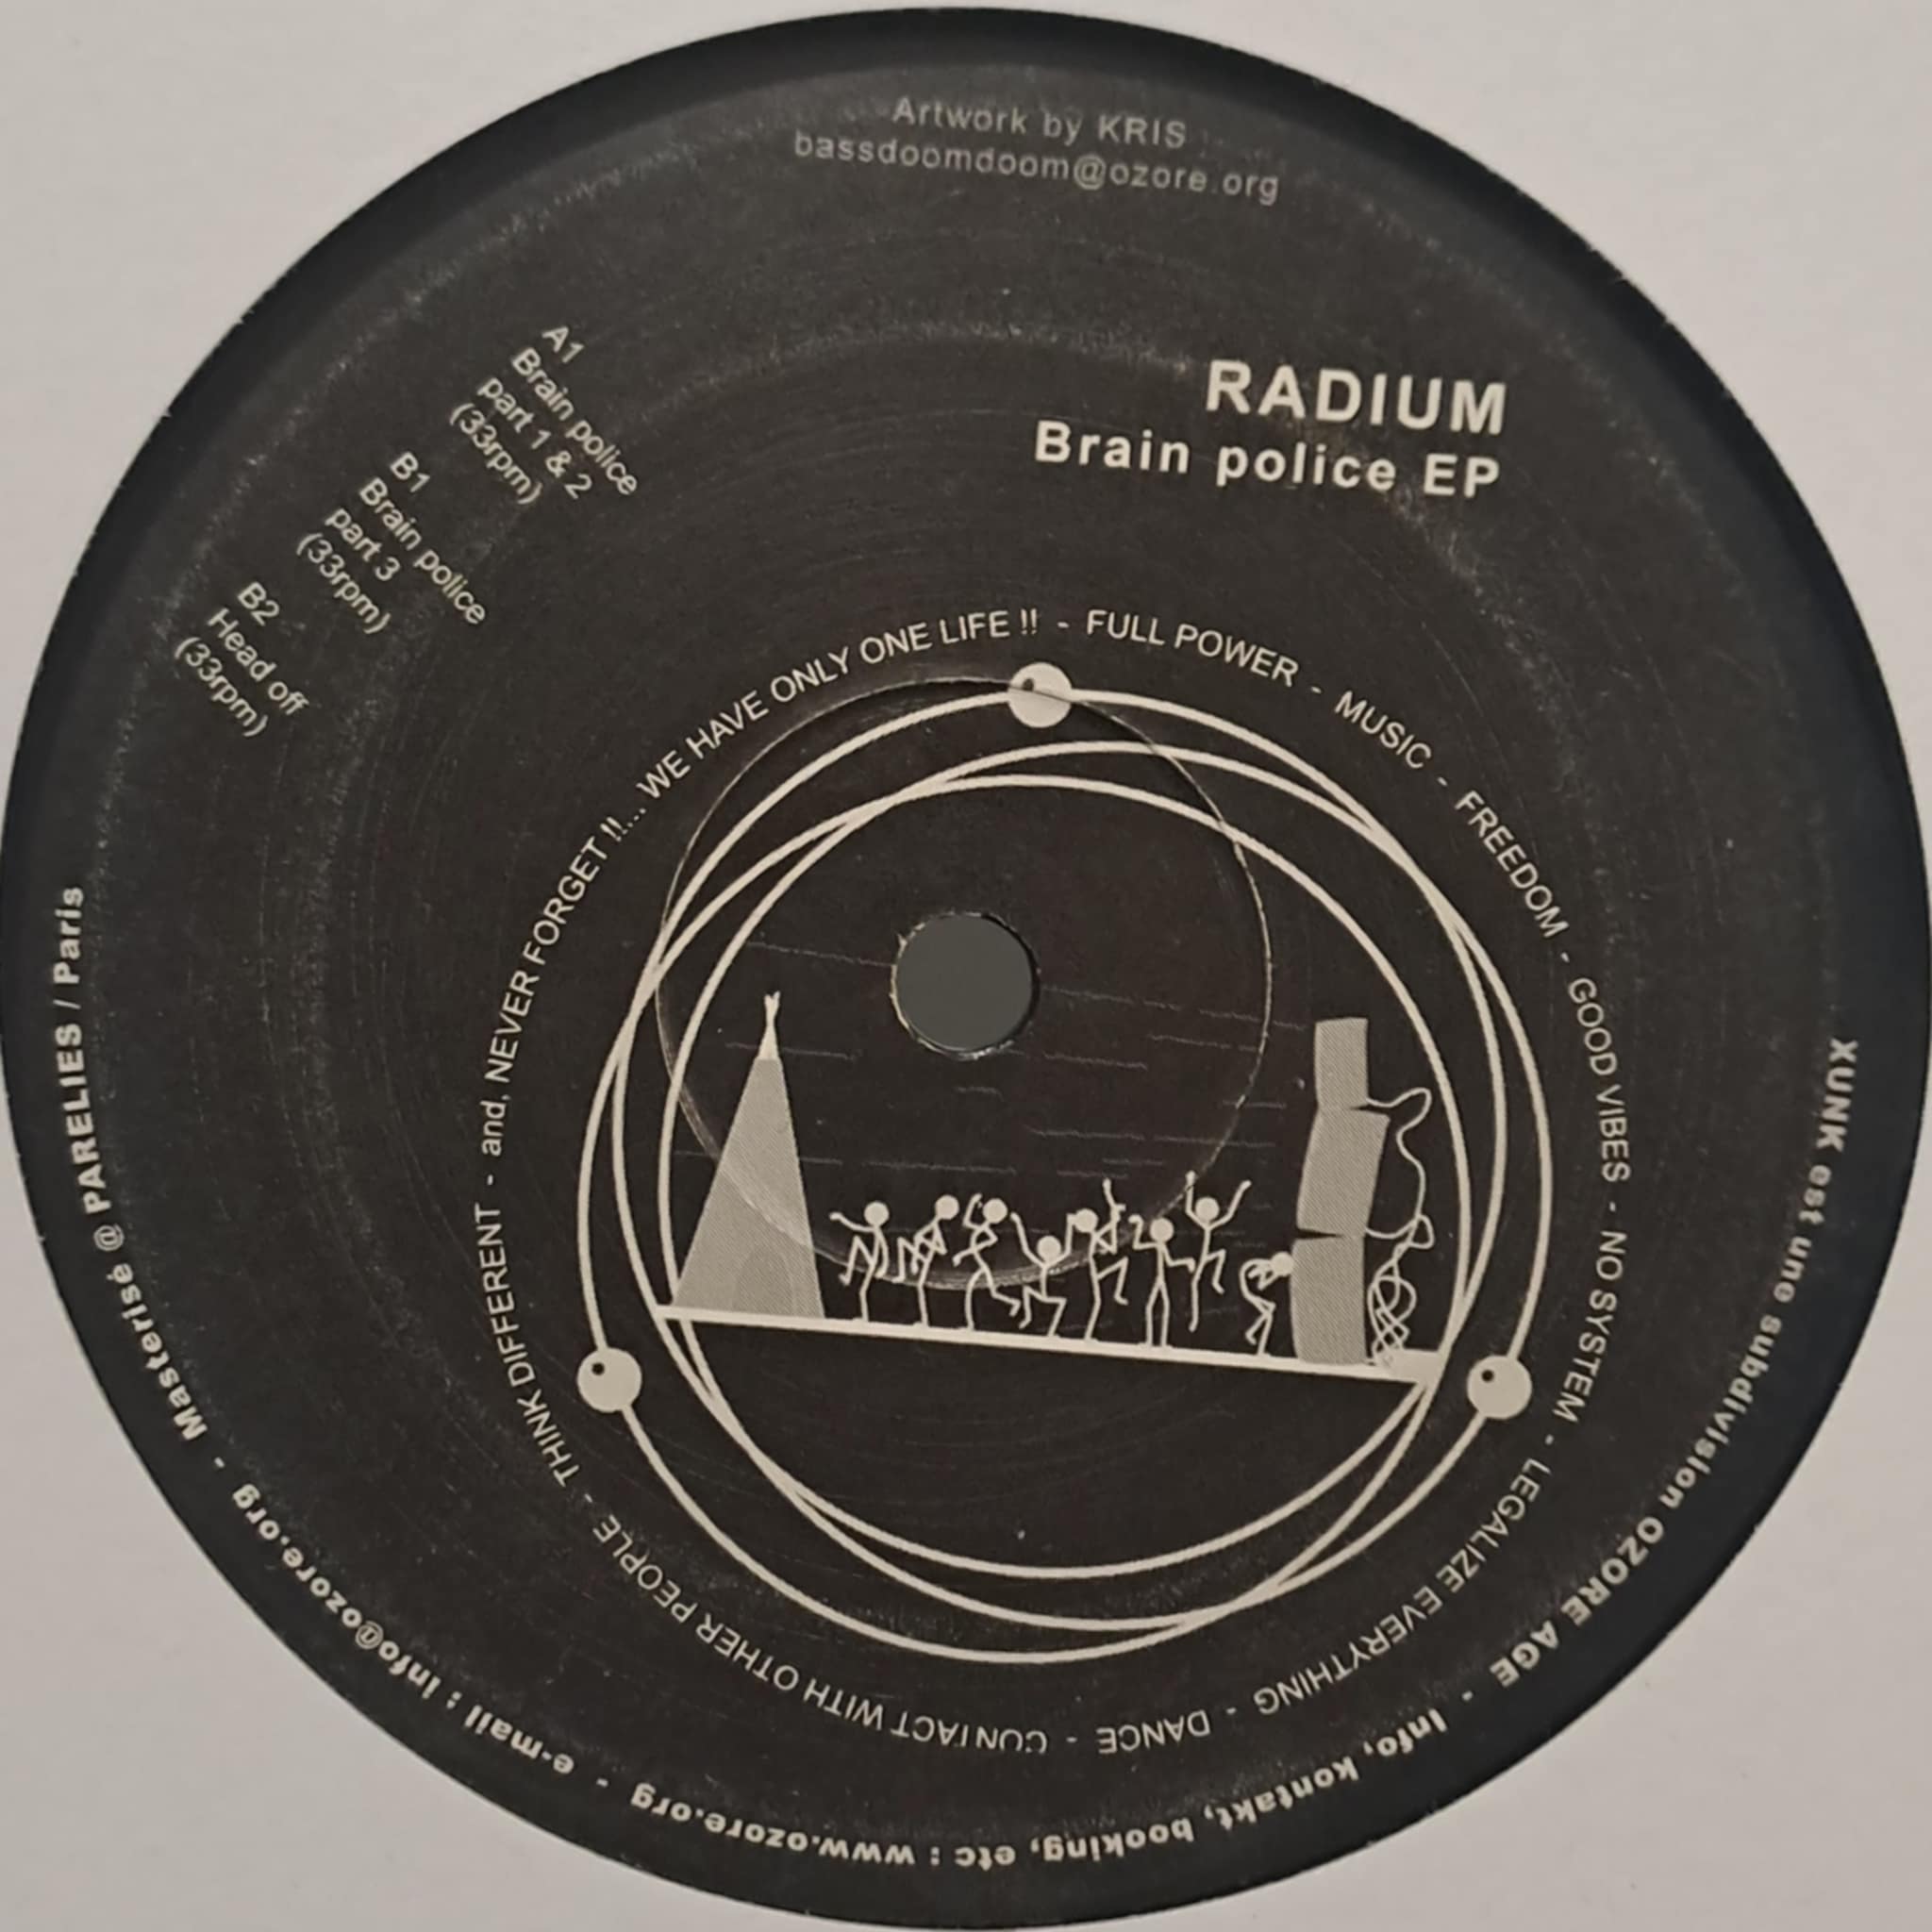 Artwork by KRIS
bassdoomdoom@ozore.org
RADIUM
Brain police EP
A1
Brain police
part 1 & 2
(33rpm)
B1
Brain police
part 3
(33rpm)
B2
Head off
(33rpm)
FULL POWER - MUSIC - FREEDOM - GOOD VIBES - NO SYSTEM - LEGALIZE EVERYTHING - DANCE - CONTACT WITH OTHER PEOPLE - THINK DIFFERENT - and, NEVER FORGET !!... WE HAVE ONLY ONE LIFE !! -
XUNK est une subdivision OZORE AGE - Info, kontakt, booking, etc : www.ozore.org - e-mail : info@ozore.org - Masterisé @ PARELIES / Paris